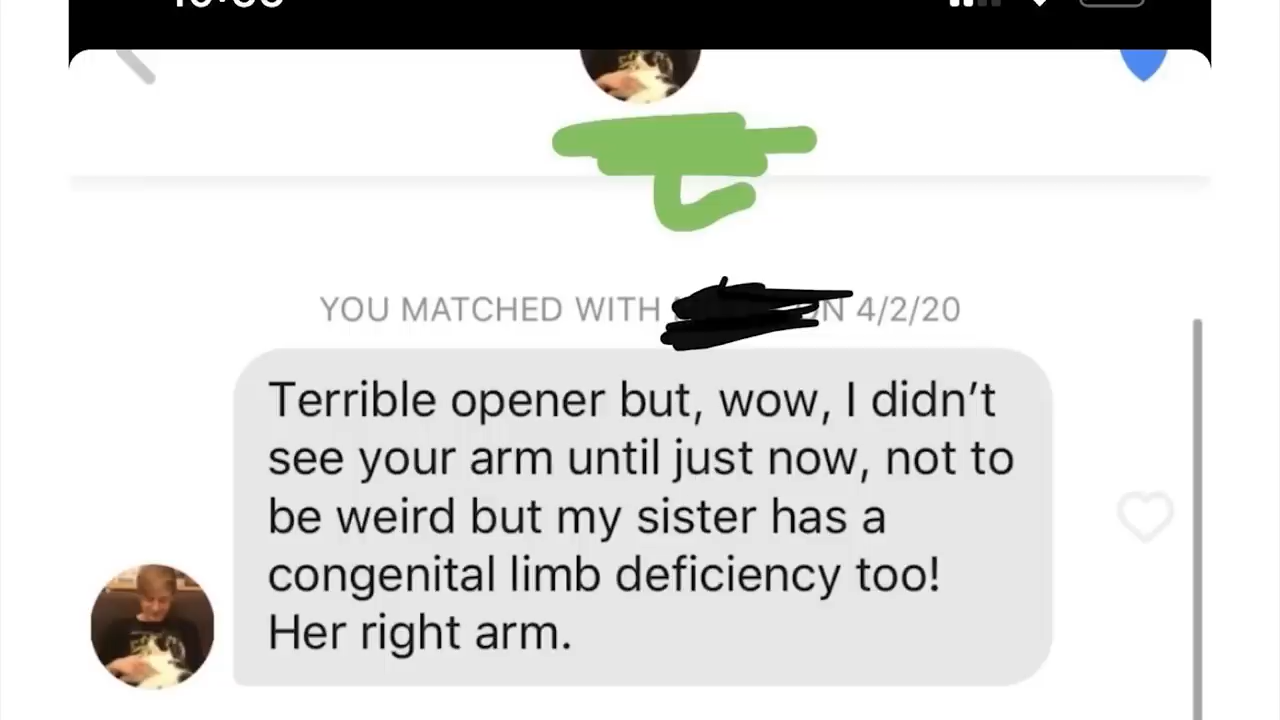 YOU MATCHED WITH ON 4/2/20
Terrible opener but, wow, I didn’t
see your arm until just now, not to
be weird but my sister has a
congenital limb deficiency too!
Her right arm.